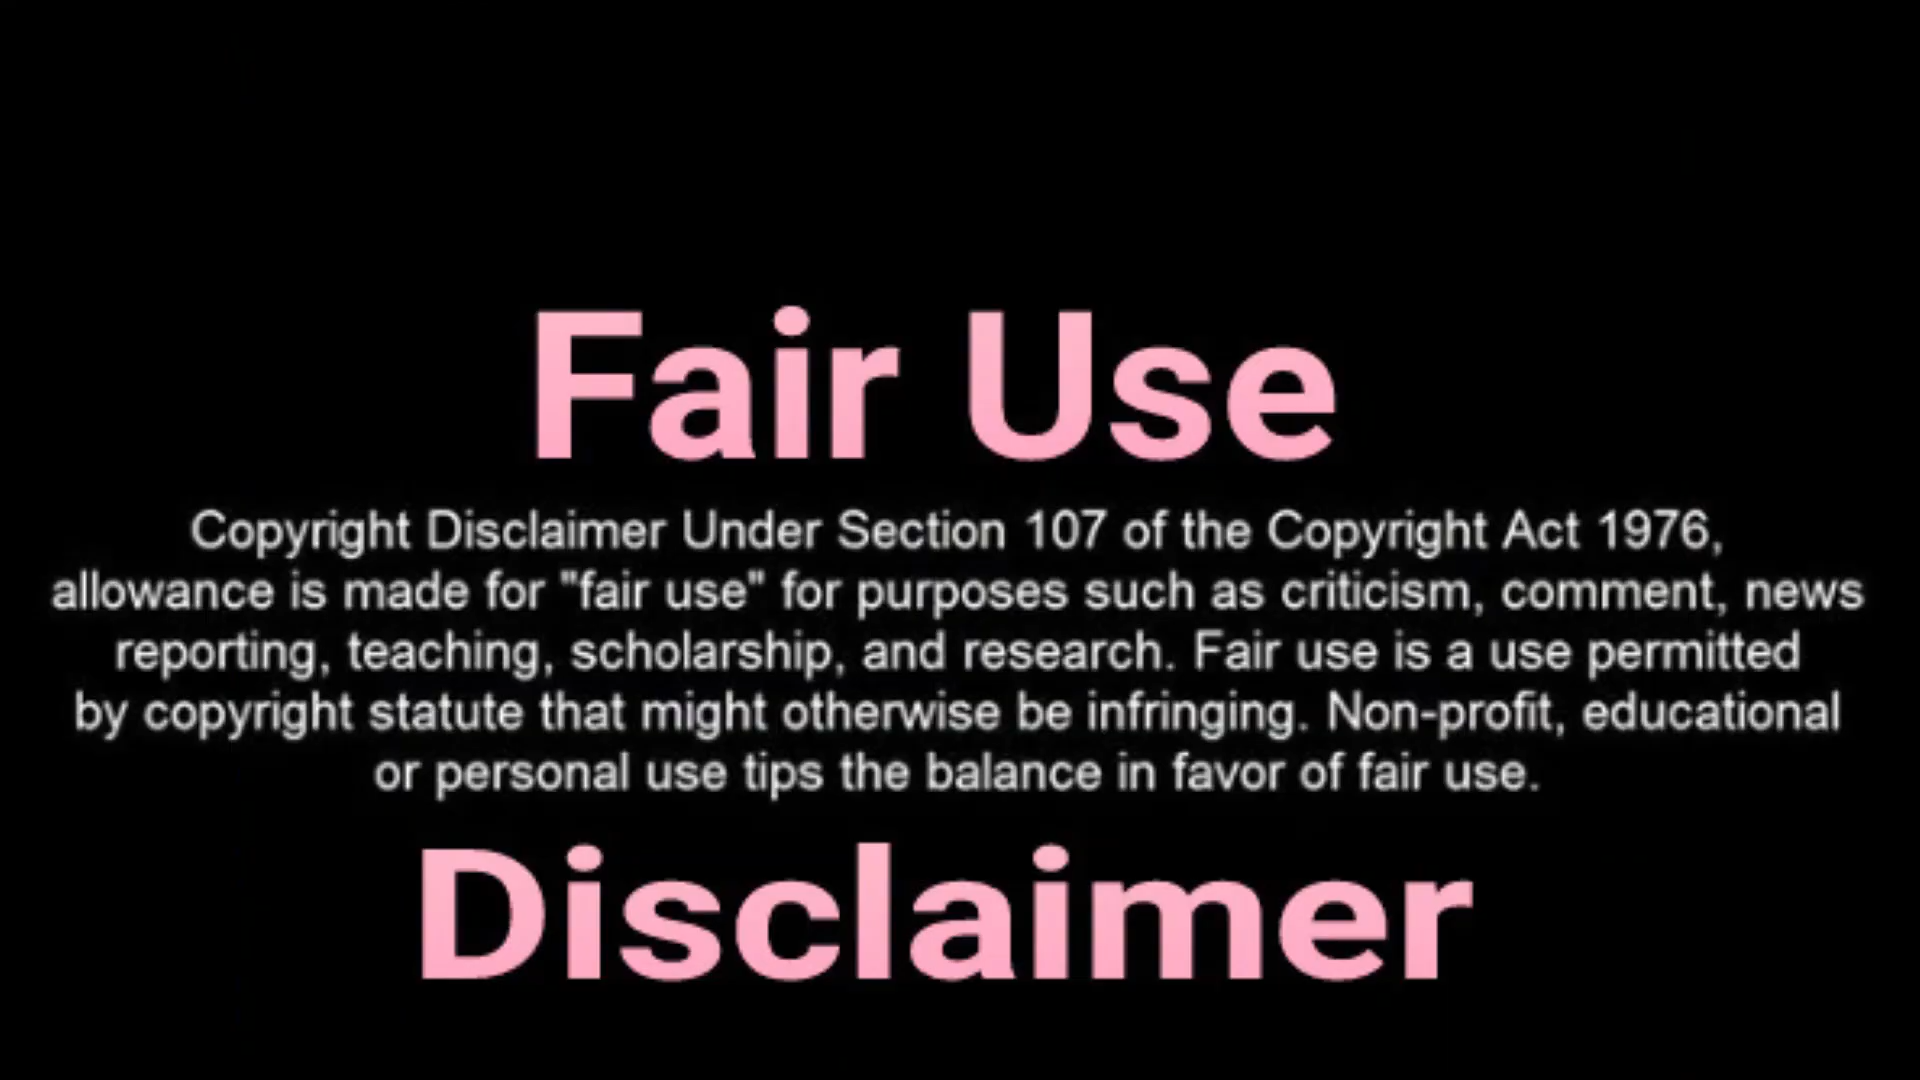 Fair Use
Copyright Disclaimer Under Section 107 of the Copyright Act 1976,
allowance is made for "fair use" for purposes such as criticism, comment, news
reporting, teaching, scholarship, and research. Fair use is a use permitted
by copyright statute that might otherwise be infringing. Non-profit, educational
or personal use tips the balance in favor of fair use.
Disclaimer